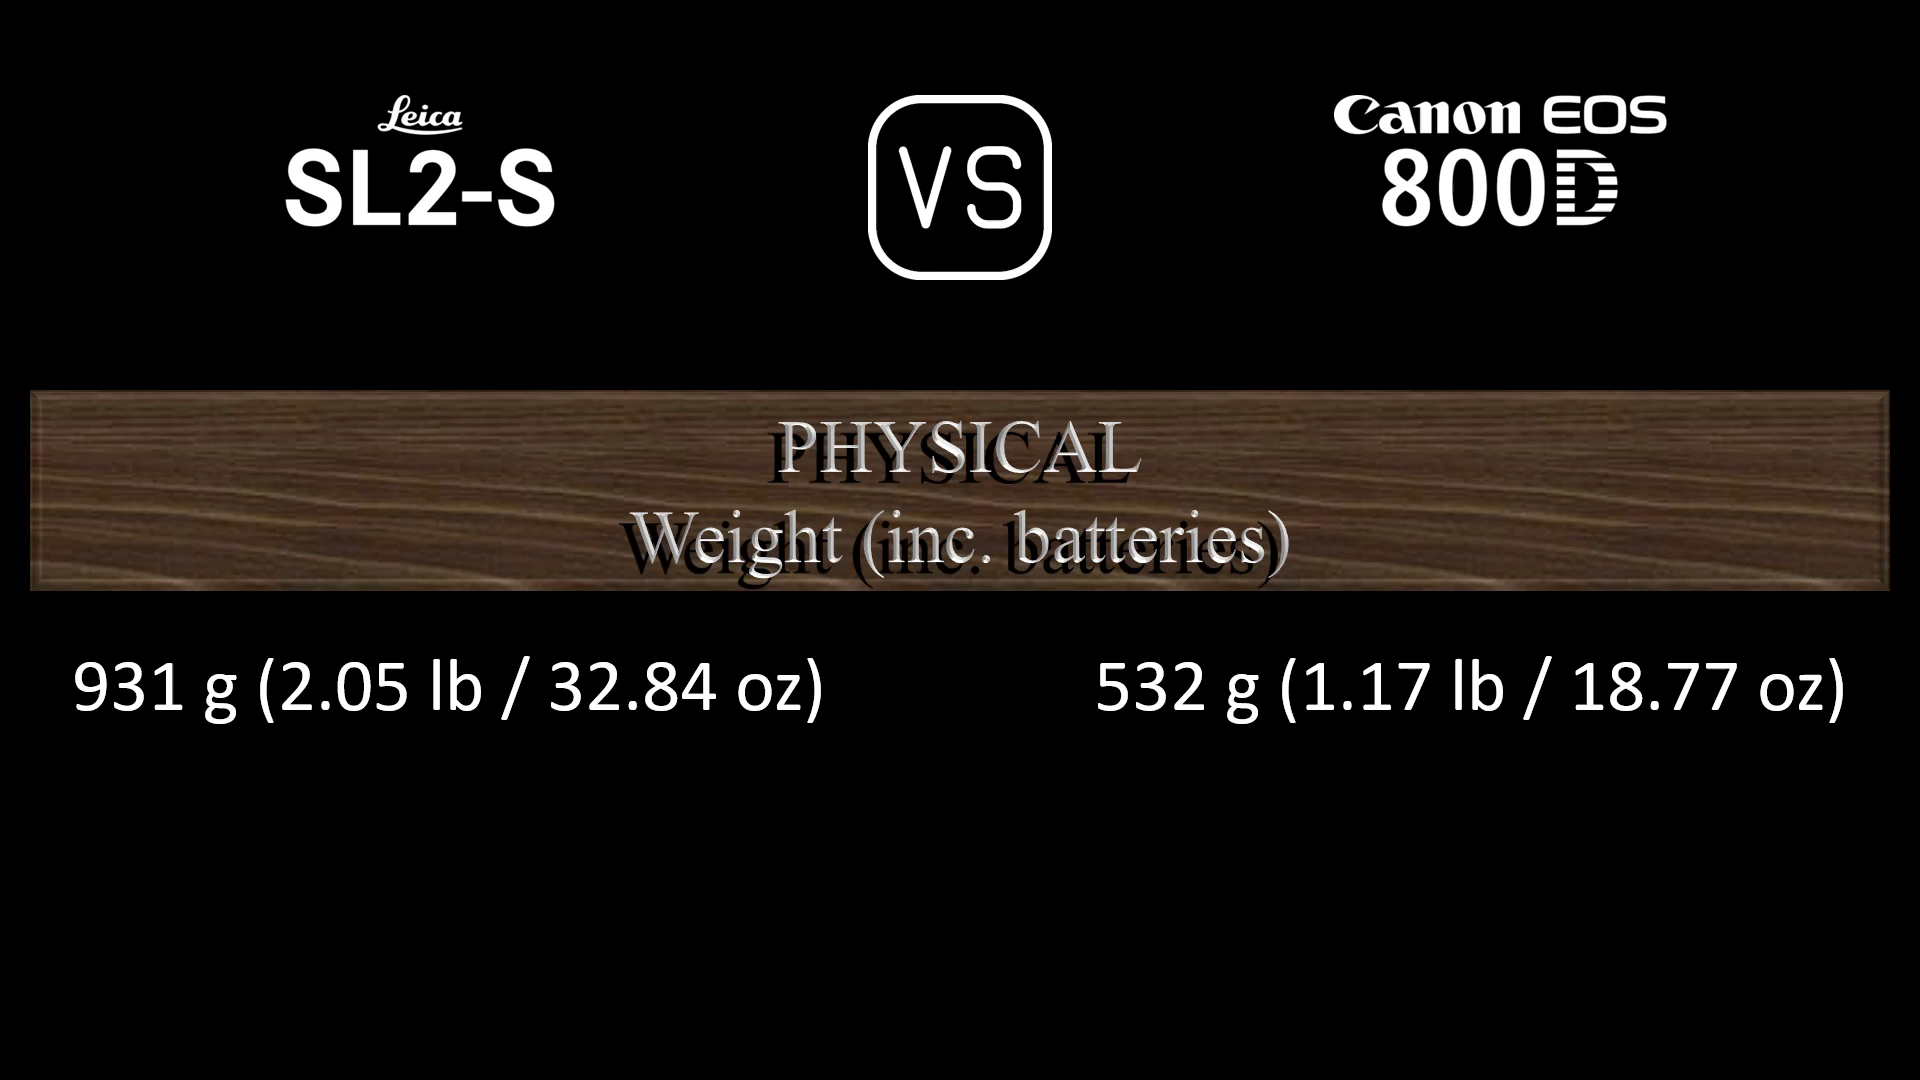 Leica
SL2-S
VS
Canon EOS
800D
PHYSICAL
Weight (inc. batteries)
931 g (2.05 lb / 32.84 oz)
532 g (1.17 lb / 18.77 oz)